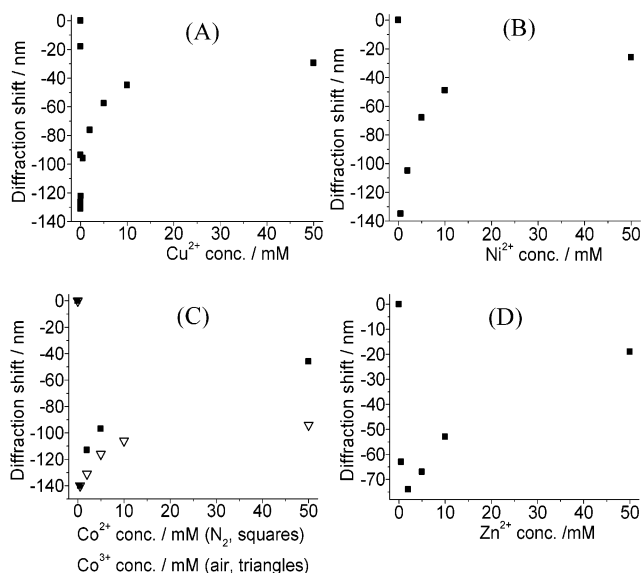 (A)
Diffraction shift / nm
0
-20
-40
-60
-80
-100
-120
-140
0 10 20 30 40 50
Cu²⁺ conc. / mM
(B)
Diffraction shift / nm
0
-20
-40
-60
-80
-100
-120
-140
0 10 20 30 40 50
Ni²⁺ conc. / mM
(C)
Diffraction shift / nm
0
-20
-40
-60
-80
-100
-120
-140
0 10 20 30 40 50
Co²⁺ conc. / mM (N₂, squares)
Co³⁺ conc. / mM (air, triangles)
(D)
Diffraction shift / nm
0
-10
-20
-30
-40
-50
-60
-70
0 10 20 30 40 50
Zn²⁺ conc. /mM